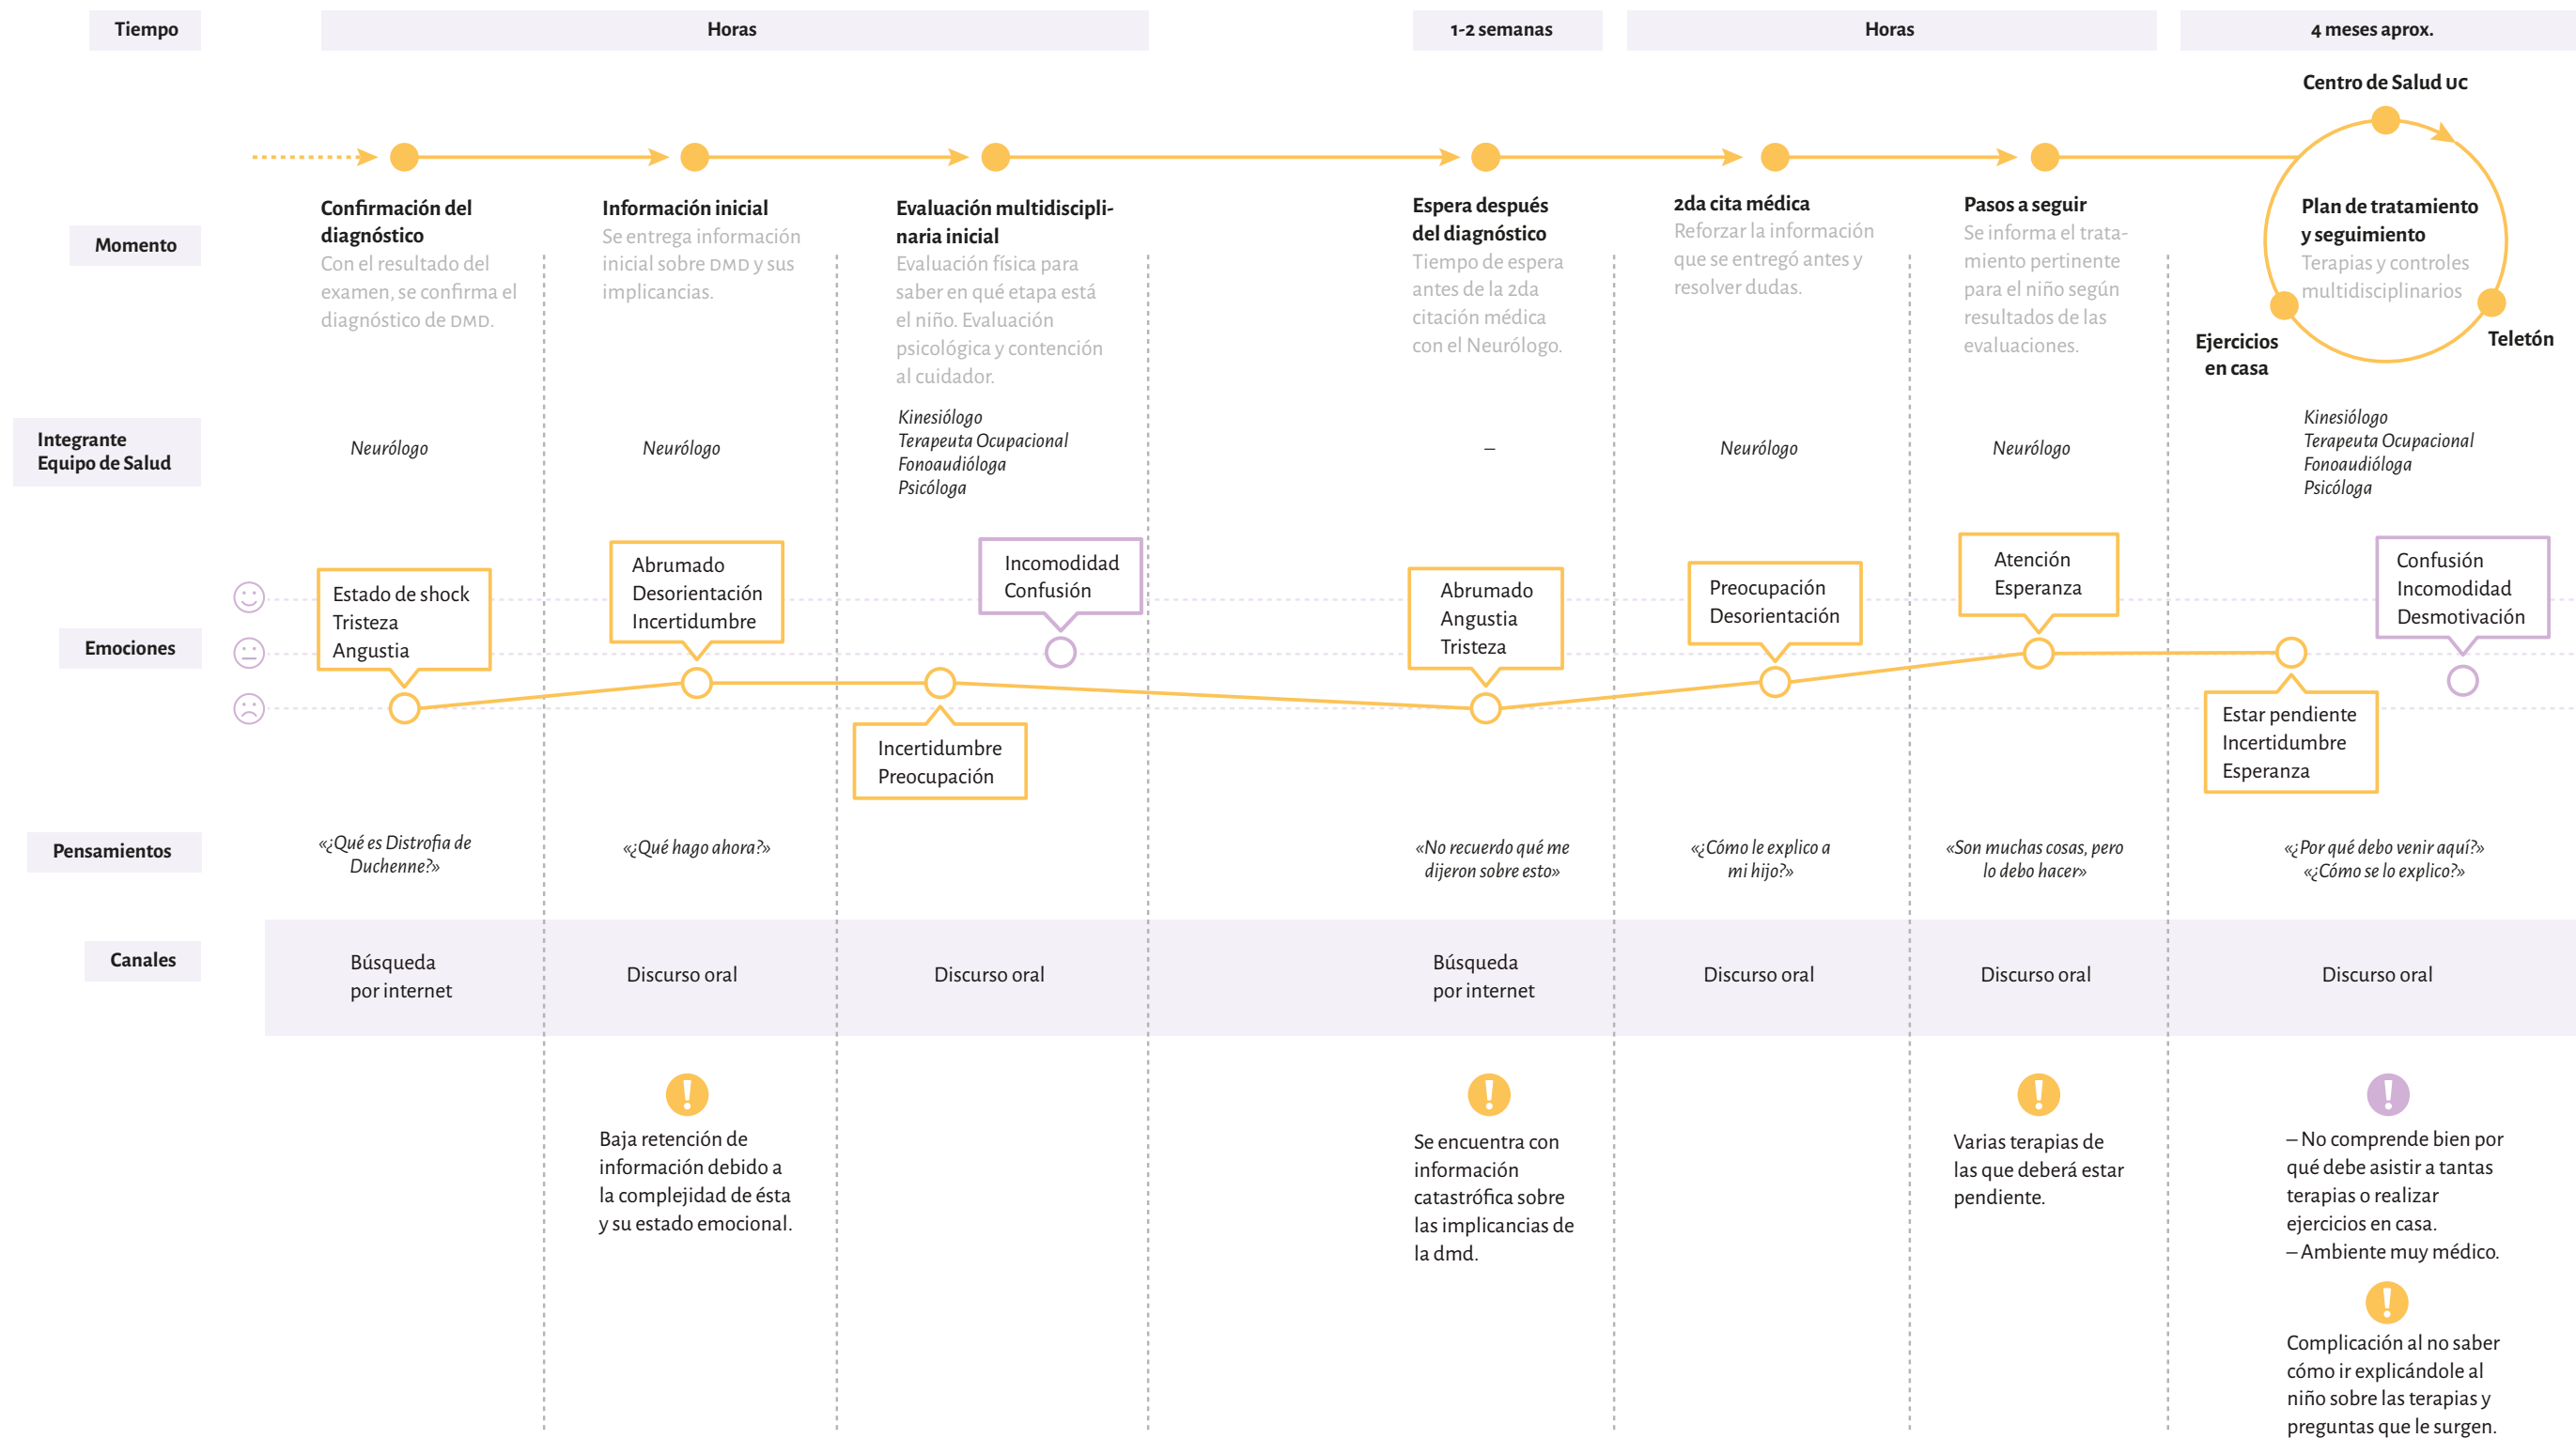 Tiempo
Horas
1-2 semanas
Horas
4 meses aprox.
Centro de Salud UC
Momento
Confirmación del
diagnóstico
Con el resultado del
examen, se confirma el
diagnóstico de DMD.
Información inicial
Se entrega información
inicial sobre DMD y sus
implicancias.
Evaluación multidiscipli-
naria inicial
Evaluación física para
saber en qué etapa está
el niño. Evaluación
psicológica y contención
al cuidador.
Espera después
del diagnóstico
Tiempo de espera
antes de la 2da
citación médica
con el Neurólogo.
2da cita médica
Reforzar la información
que se entregó antes y
resolver dudas.
Pasos a seguir
Se informa el trata-
miento pertinente
para el niño según
resultados de las
evaluaciones.
Plan de tratamiento
y seguimiento
Terapias y controles
multidisciplinarios
Ejercicios
en casa
Teletón
Integrante
Equipo de Salud
Neurólogo
Neurólogo
Kinesiólogo
Terapeuta Ocupacional
Fonoaudióloga
Psicóloga
–
Neurólogo
Neurólogo
Kinesiólogo
Terapeuta Ocupacional
Fonoaudióloga
Psicóloga
Emociones
Estado de shock
Tristeza
Angustia
Abrumado
Desorientación
Incertidumbre
Incomodidad
Confusión
Incertidumbre
Preocupación
Abrumado
Angustia
Tristeza
Preocupación
Desorientación
Atención
Esperanza
Confusión
Incomodidad
Desmotivación
Estar pendiente
Incertidumbre
Esperanza
Pensamientos
«¿Qué es Distrofia de
Duchenne?»
«¿Qué hago ahora?»
«No recuerdo qué me
dijeron sobre esto»
«¿Cómo le explico a
mi hijo?»
«Son muchas cosas, pero
lo debo hacer»
«¿Por qué debo venir aquí?»
«¿Cómo se lo explico?»
Canales
Búsqueda
por internet
Discurso oral
Discurso oral
Búsqueda
por internet
Discurso oral
Discurso oral
Discurso oral
!
Baja retención de
información debido a
la complejidad de ésta
y su estado emocional.
!
Se encuentra con
información
catastrófica sobre
las implicancias de
la dmd.
!
Varias terapias de
las que deberá estar
pendiente.
!
– No comprende bien por
qué debe asistir a tantas
terapias o realizar
ejercicios en casa.
– Ambiente muy médico.
!
Complicación al no saber
cómo ir explicándole al
niño sobre las terapias y
preguntas que le surgen.